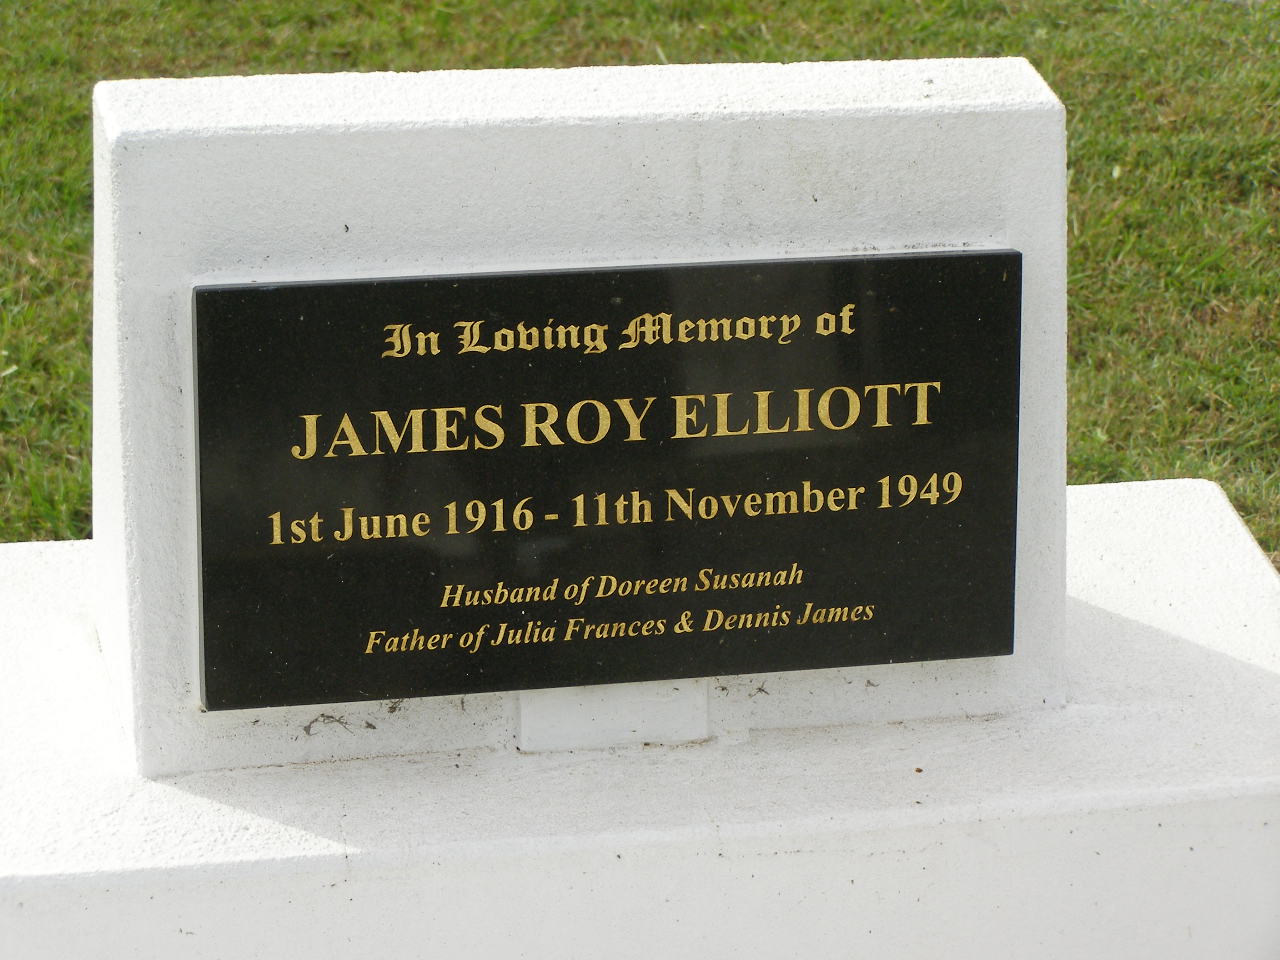 In Loving Memory of
JAMES ROY ELLIOTT
1st June 1916 - 11th November 1949
Husband of Doreen Susanah
Father of Julia Frances & Dennis James